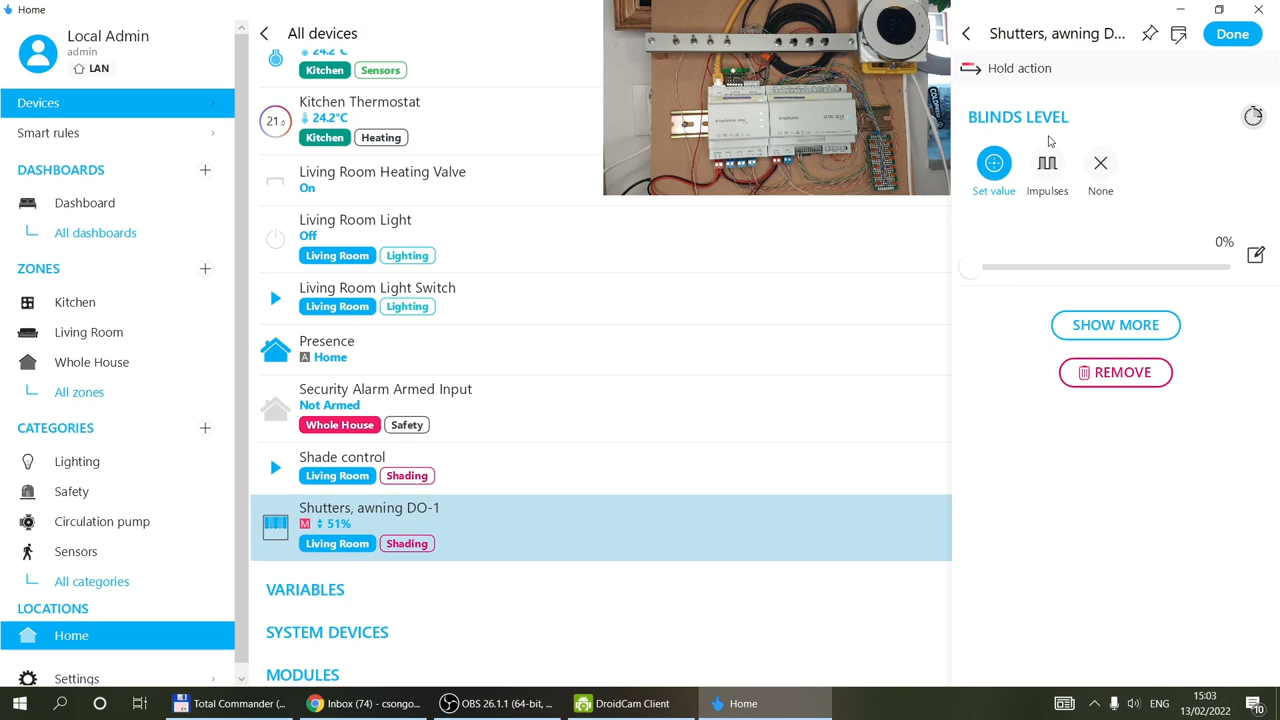 Home
Local Admin
admin
LAN
Devices
Smart rules
DASHBOARDS
Dashboard
All dashboards
ZONES
Kitchen
Living Room
Whole House
All zones
CATEGORIES
Lighting
Safety
Circulation pump
Sensors
All categories
LOCATIONS
Home
Settings
All devices
24.2°C
Kitchen Sensors
Kitchen Thermostat
21.0
24.2°C
Kitchen Heating
Living Room Heating Valve
On
Living Room Light
Off
Living Room Lighting
Living Room Light Switch
Living Room Lighting
Presence
A Home
Security Alarm Armed Input
Not Armed
Whole House Safety
Shade control
Living Room Shading
Shutters, awning DO-1
M 51%
Living Room Shading
VARIABLES
SYSTEM DEVICES
MODULES
Shutters, awning D...
Done
Hold action
BLINDS LEVEL
Set value Impulses None
0%
SHOW MORE
REMOVE
Total Commander (...
Inbox (74) - csongo...
OBS 26.1.1 (64-bit, ...
DroidCam Client
Home
ENG
15:03
13/02/2022
10